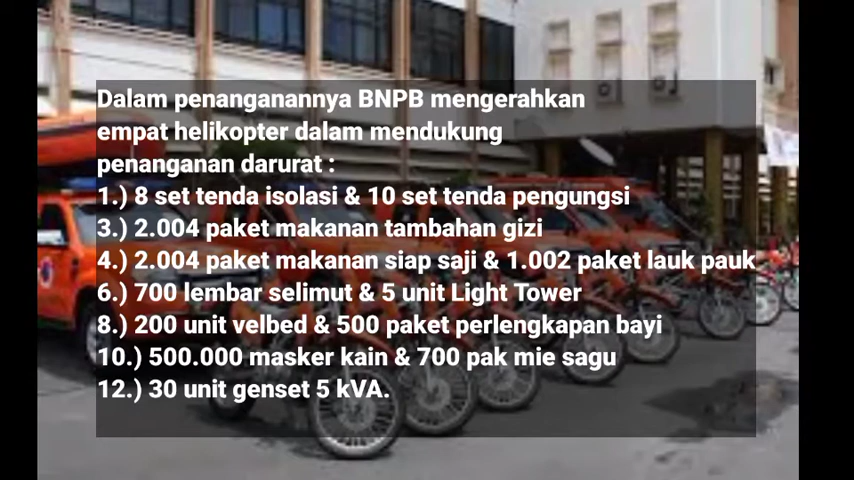 Dalam penanganannya BNPB mengerahkan
empat helikopter dalam mendukung
penanganan darurat :
1.) 8 set tenda isolasi & 10 set tenda pengungsi
3.) 2.004 paket makanan tambahan gizi
4.) 2.004 paket makanan siap saji & 1.002 paket lauk pauk
6.) 700 lembar selimut & 5 unit Light Tower
8.) 200 unit velbed & 500 paket perlengkapan bayi
10.) 500.000 masker kain & 700 pak mie sagu
12.) 30 unit genset 5 kVA.